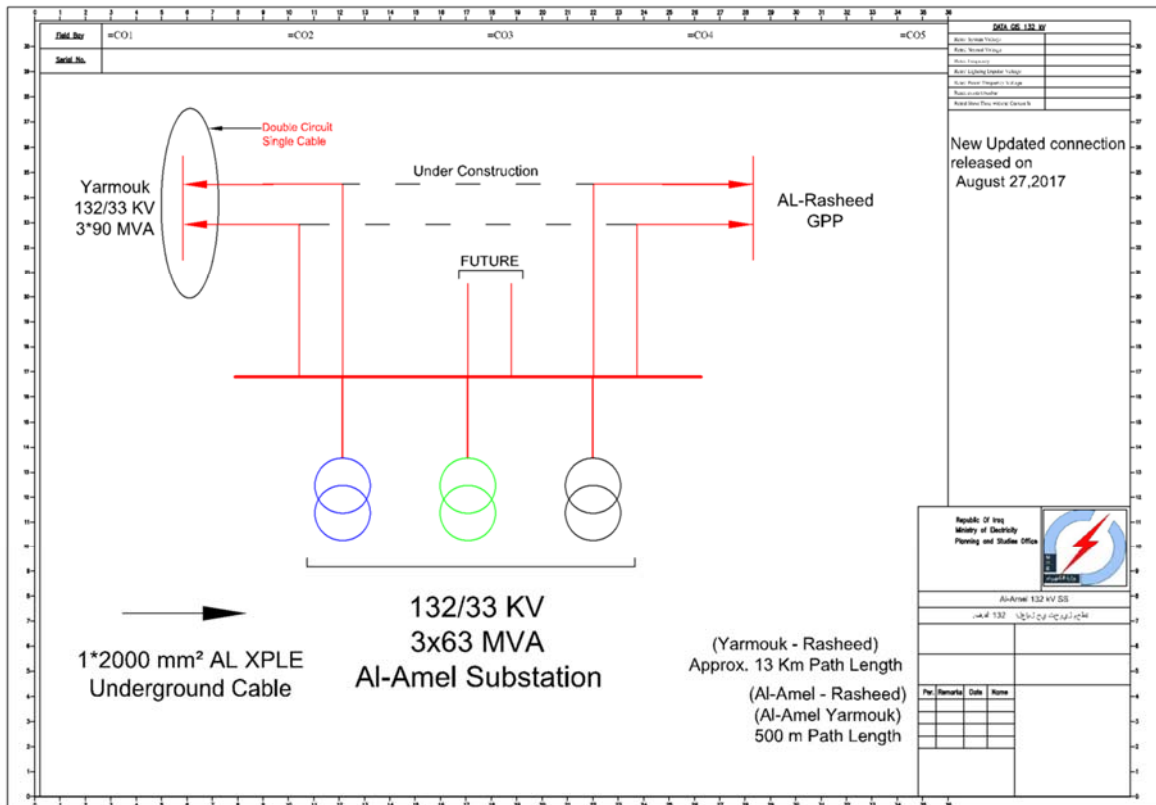 Field Bay =CO1 =CO2 =CO3 =CO4 =CO5
Serial No.
DATA GIS 132 kV
New Updated connection
released on
August 27,2017
Double Circuit
Single Cable
Under Construction
Yarmouk
132/33 KV
3*90 MVA
AL-Rasheed
GPP
FUTURE
132/33 KV
3x63 MVA
Al-Amel Substation
1*2000 mm² AL XPLE
Underground Cable
(Yarmouk - Rasheed)
Approx. 13 Km Path Length
(Al-Amel - Rasheed)
(Al-Amel Yarmouk)
500 m Path Length
Republic Of Iraq
Ministry of Electricity
Planning and Studies Office
Al-Amel 132 kV SS
132
Per. Remarks Date Name